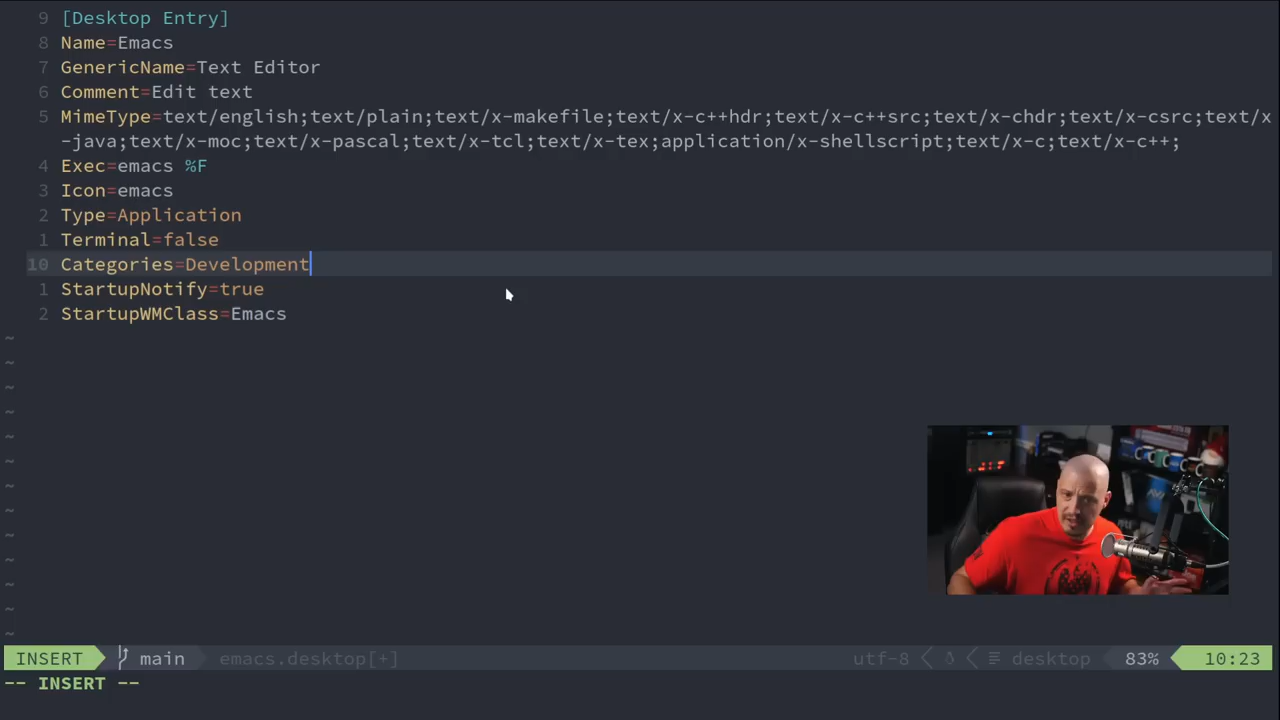 9 [Desktop Entry]
8 Name=Emacs
7 GenericName=Text Editor
6 Comment=Edit text
5 MimeType=text/english;text/plain;text/x-makefile;text/x-c++hdr;text/x-c++src;text/x-chdr;text/x-csrc;text/x
-java;text/x-moc;text/x-pascal;text/x-tcl;text/x-tex;application/x-shellscript;text/x-c;text/x-c++;
4 Exec=emacs %F
3 Icon=emacs
2 Type=Application
1 Terminal=false
10 Categories=Development
1 StartupNotify=true
2 StartupWMClass=Emacs
~
~
~
~
~
~
~
~
~
~
~
~
~
INSERT main emacs.desktop[+] utf-8 desktop 83% 10:23
-- INSERT --